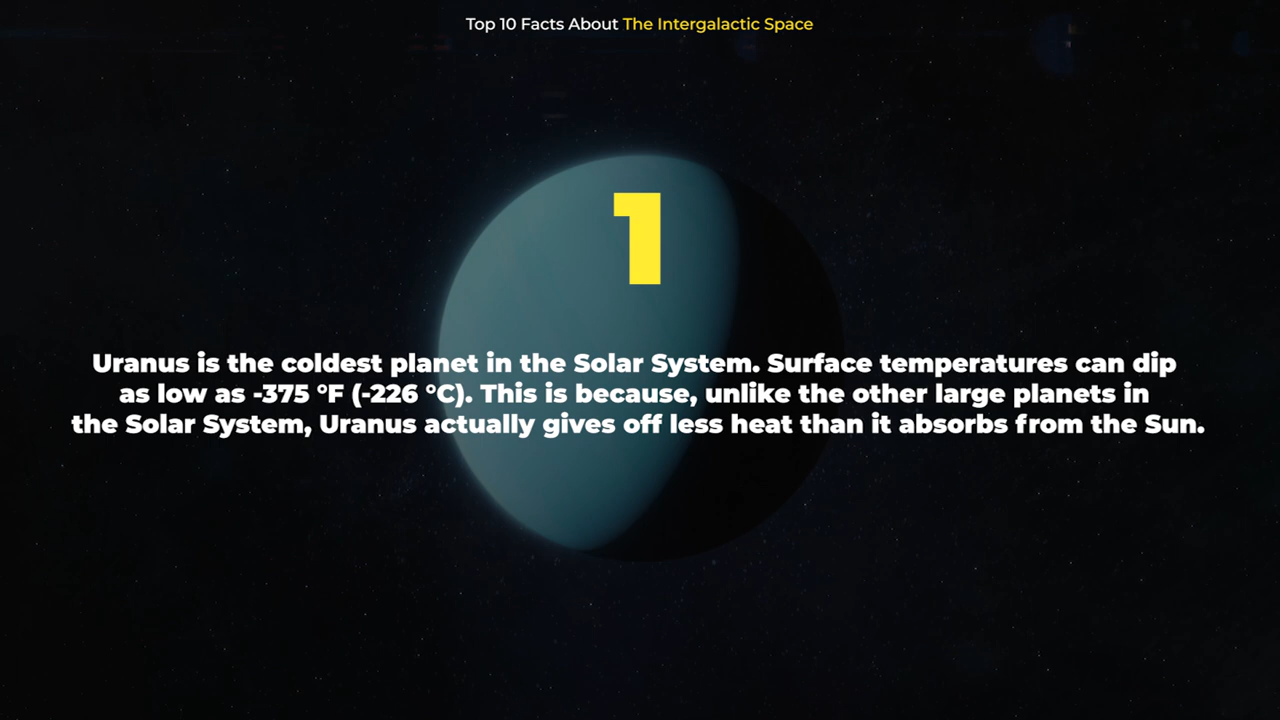 Top 10 Facts About The Intergalactic Space
1
Uranus is the coldest planet in the Solar System. Surface temperatures can dip
as low as -375 °F (-226 °C). This is because, unlike the other large planets in
the Solar System, Uranus actually gives off less heat than it absorbs from the Sun.